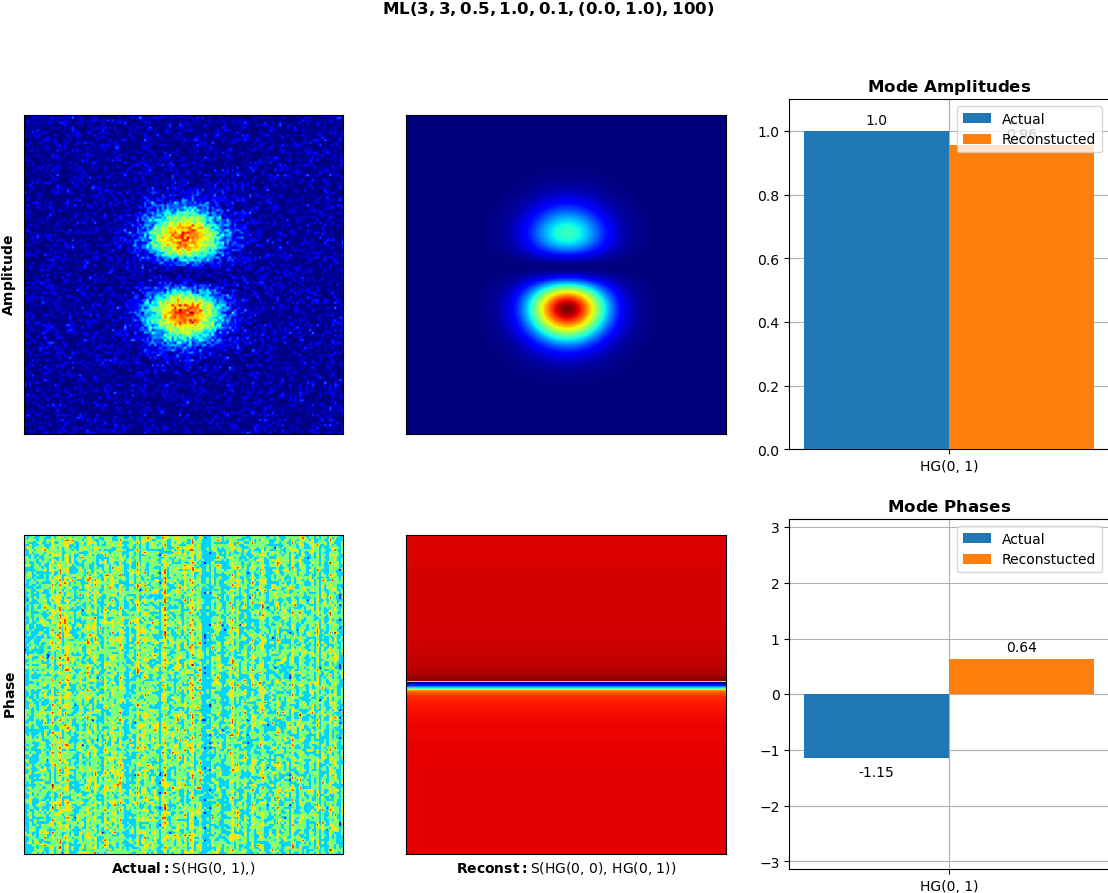 ML(3, 3, 0.5, 1.0, 0.1, (0.0, 1.0), 100)
Mode Amplitudes
Amplitude
1.0
0.96
Actual
Reconstucted
1.0
0.8
0.6
0.4
0.2
0.0
HG(0, 1)
Mode Phases
Phase
Actual
Reconstucted
3
2
1
0
−1
−2
−3
0.64
-1.15
HG(0, 1)
Actual: S(HG(0, 1),)
Reconst: S(HG(0, 0), HG(0, 1))